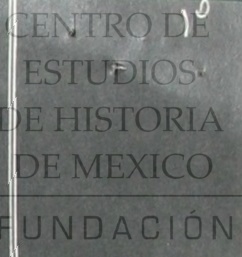 CENTRO DE
ESTUDIOS
DE HISTORIA
DE MEXICO
FUNDACIÓN